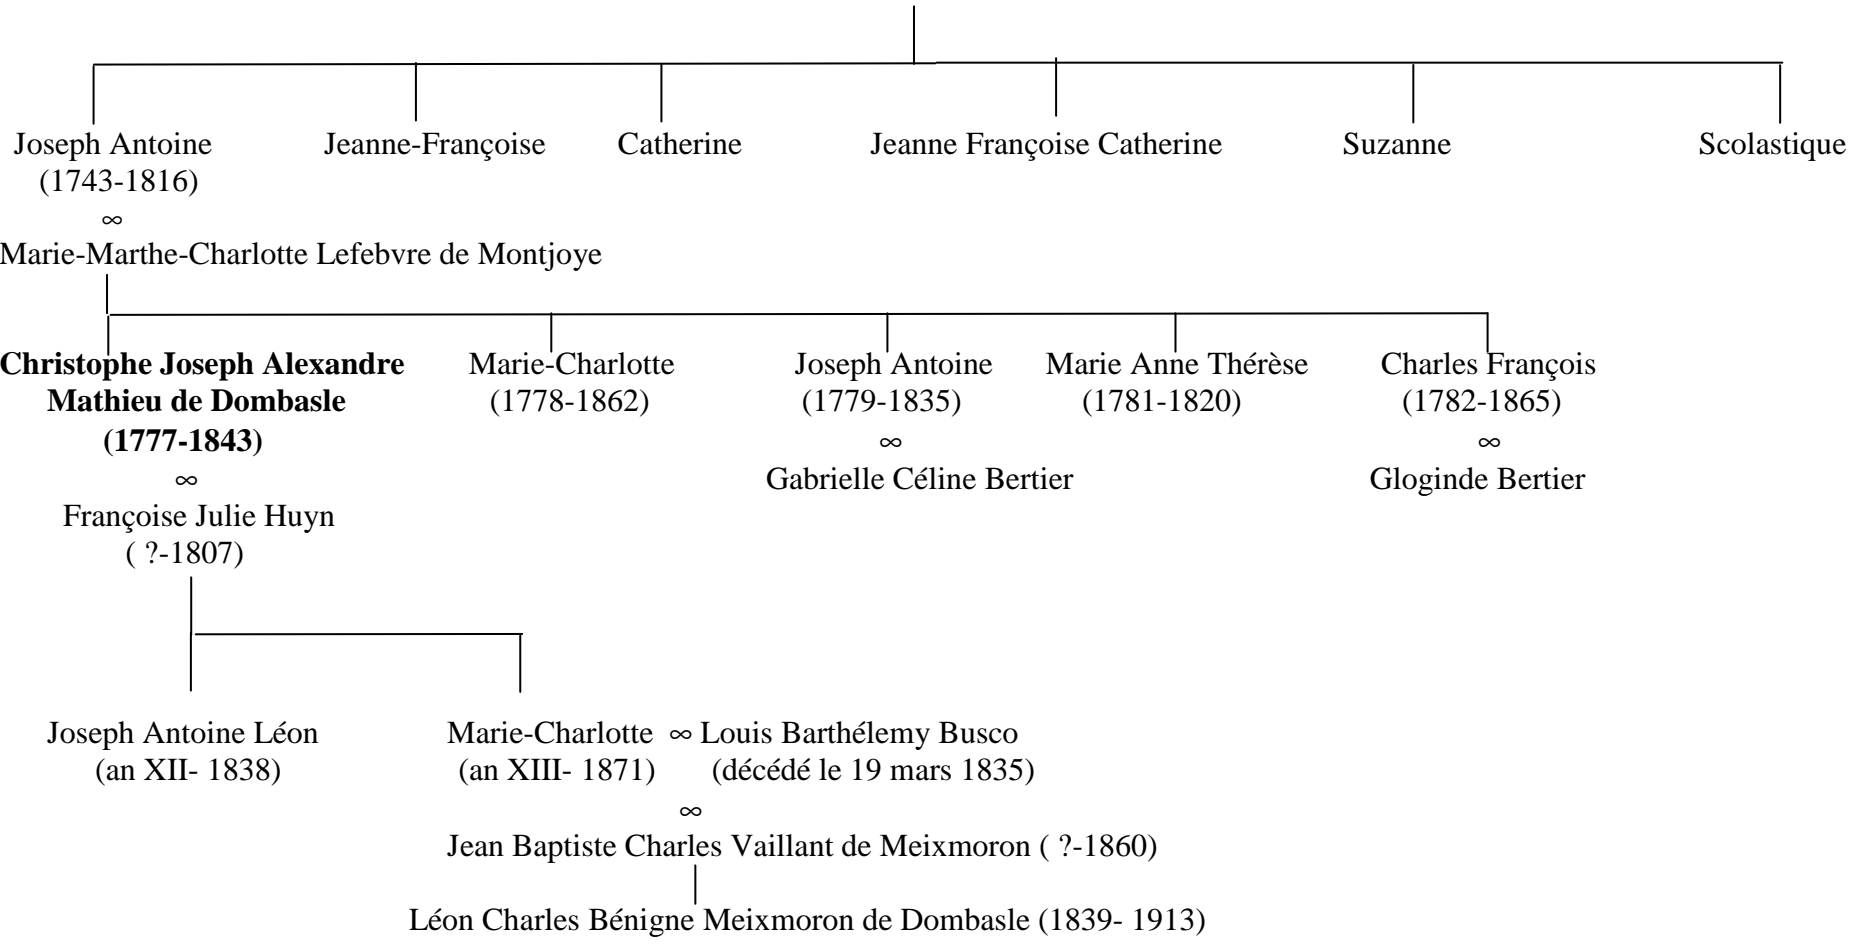 Joseph Antoine Jeanne-Françoise Catherine Jeanne Françoise Catherine Suzanne Scolastique
(1743-1816)
∞
Marie-Marthe-Charlotte Lefebvre de Montjoye
Christophe Joseph Alexandre Marie-Charlotte Joseph Antoine Marie Anne Thérèse Charles François
Mathieu de Dombasle (1778-1862) (1779-1835) (1781-1820) (1782-1865)
(1777-1843) ∞ ∞
∞ Gabrielle Céline Bertier Gloginde Bertier
Françoise Julie Huyn
( ?-1807)
Joseph Antoine Léon Marie-Charlotte ∞ Louis Barthélemy Busco
(an XII- 1838) (an XIII- 1871) (décédé le 19 mars 1835)
∞
Jean Baptiste Charles Vaillant de Meixmoron ( ?-1860)
Léon Charles Bénigne Meixmoron de Dombasle (1839- 1913)